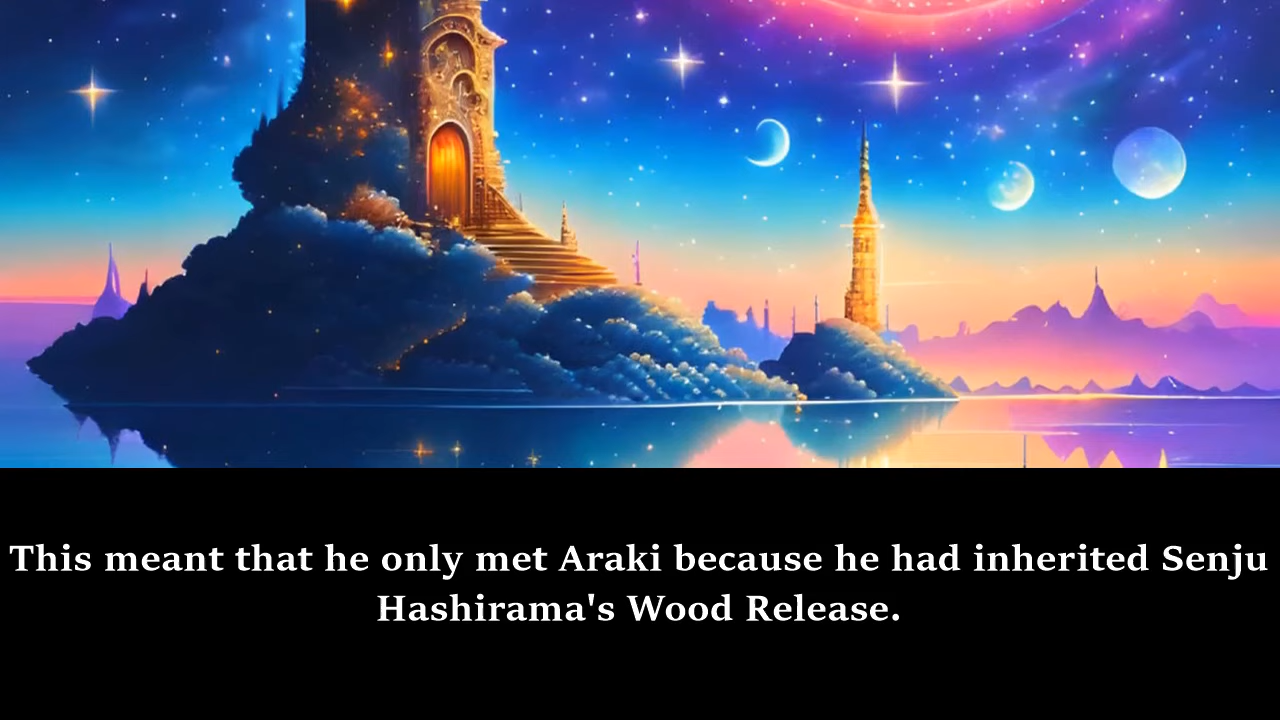 This meant that he only met Araki because he had inherited Senju
Hashirama's Wood Release.